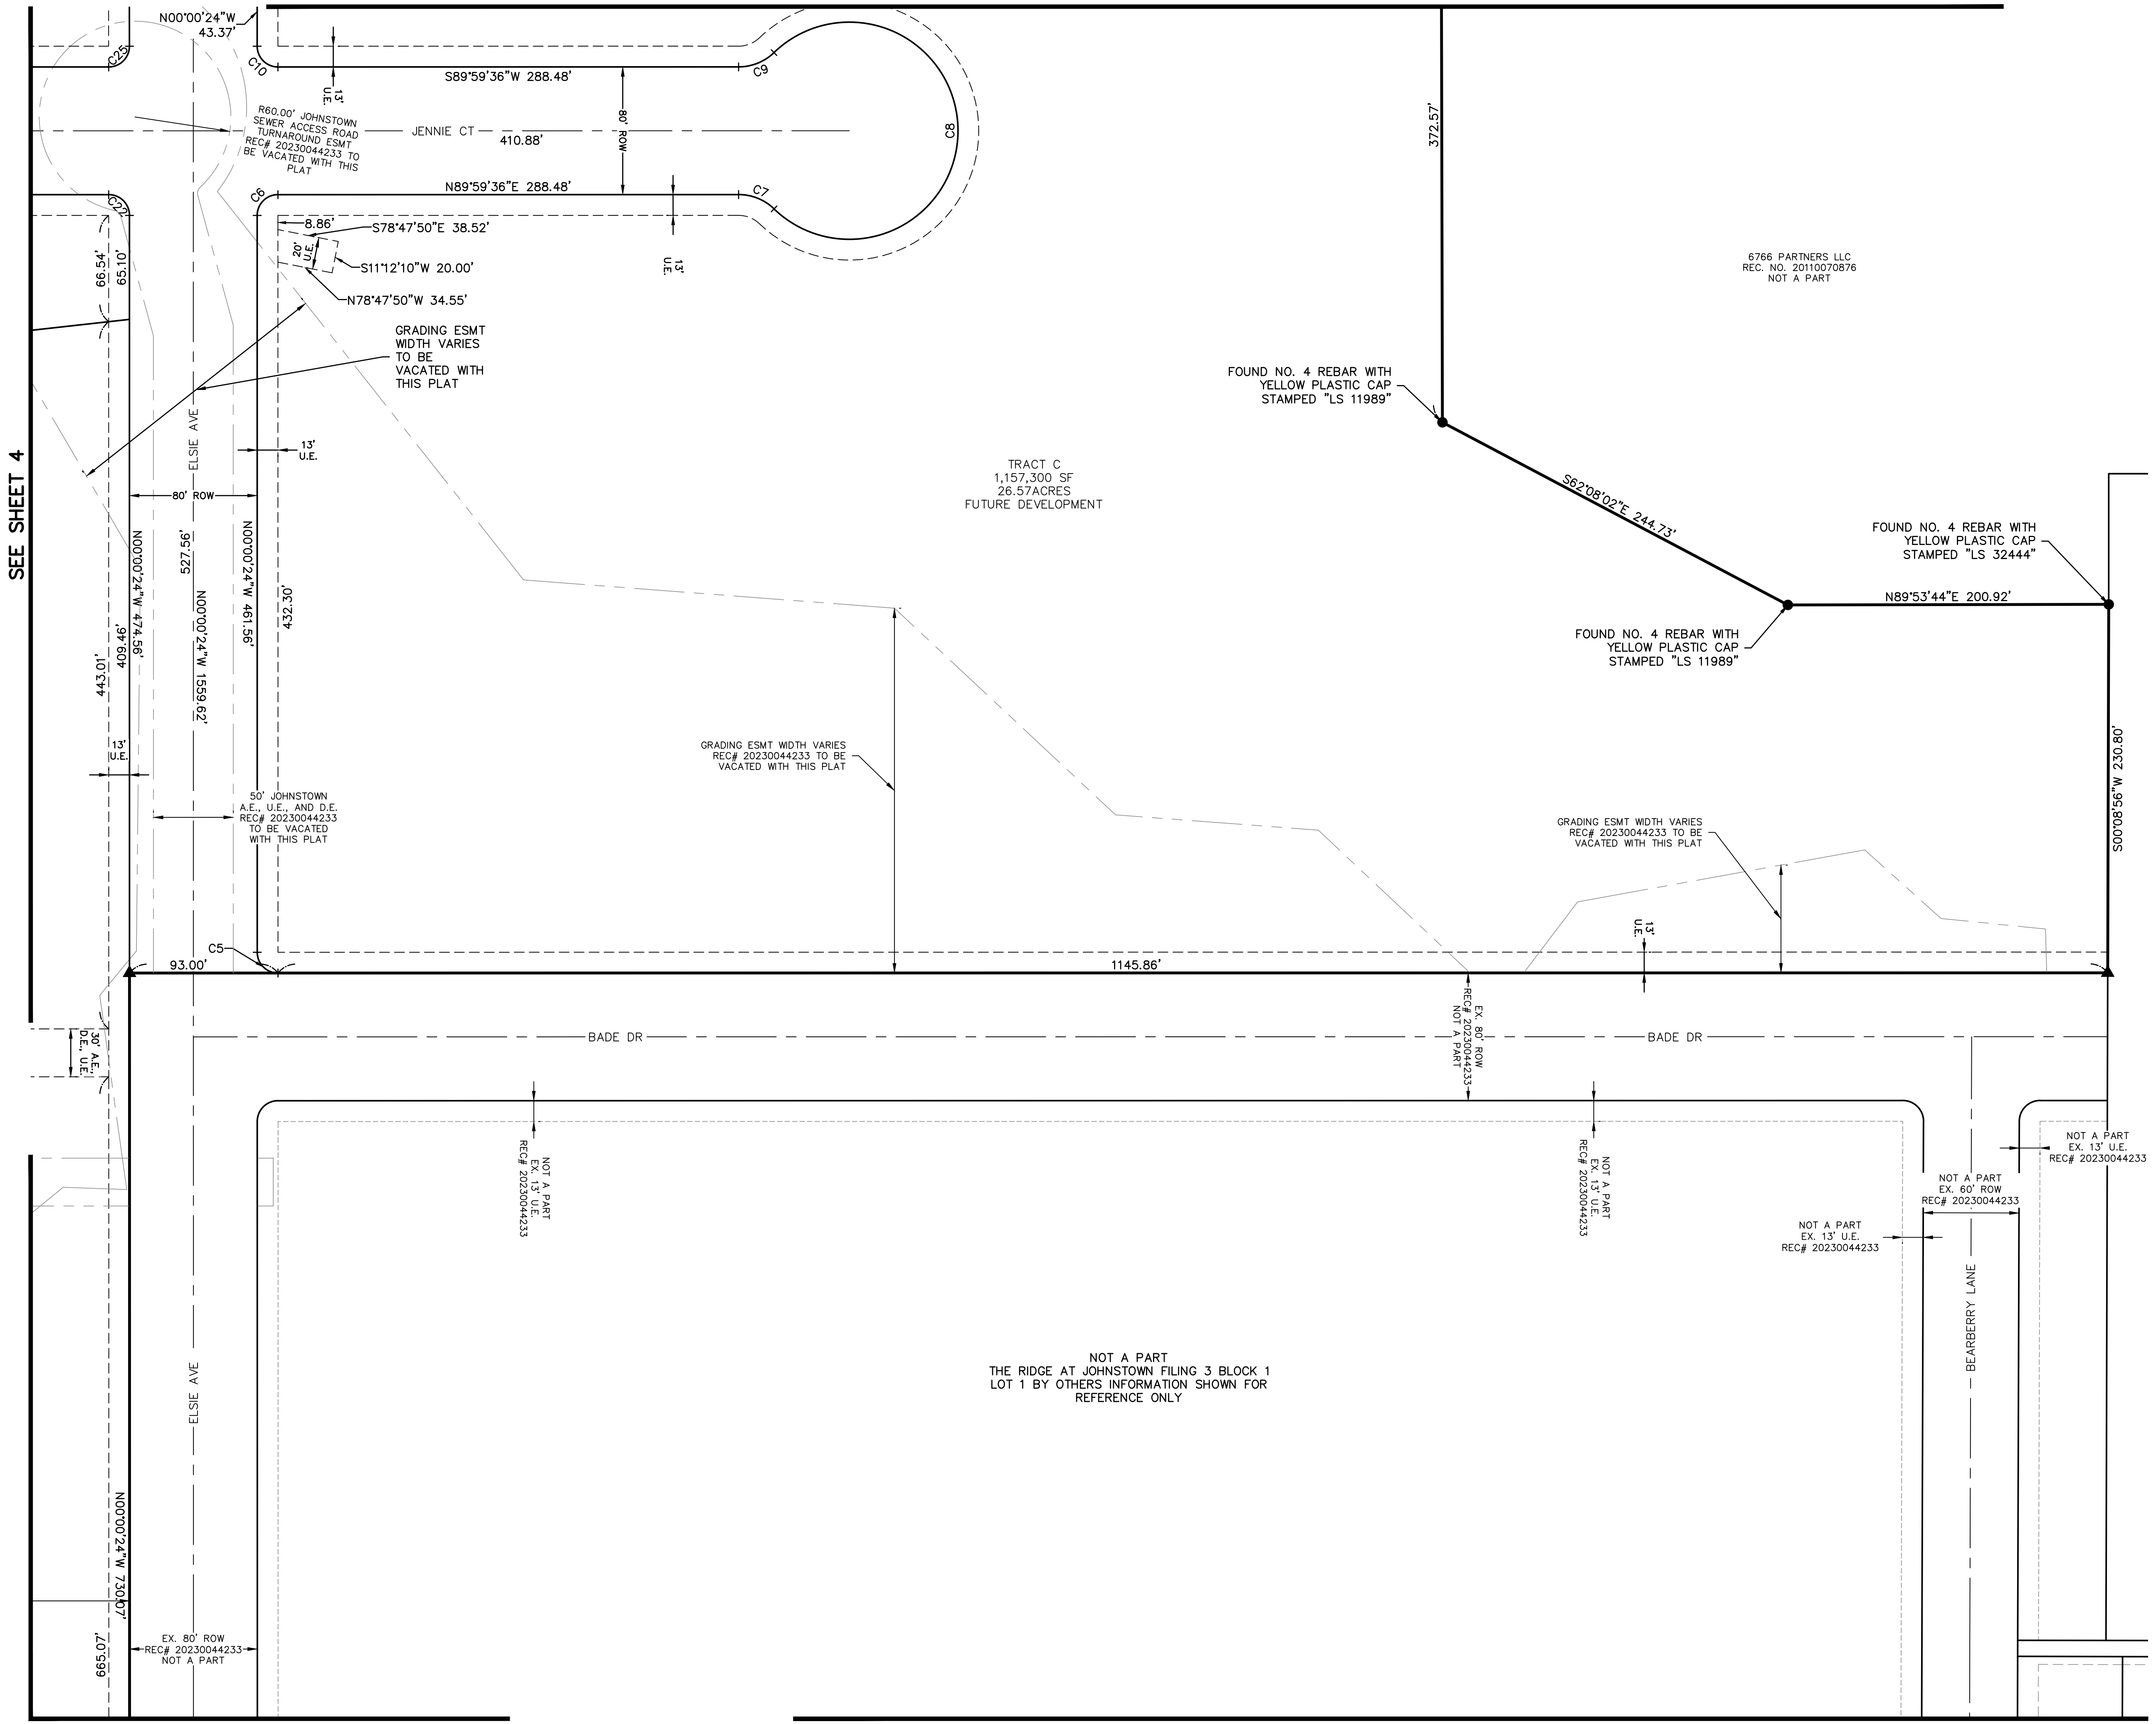 N00°00'24"W
43.37'
C25
C10
S89°59'36"W 288.48'
C9
13'
U.E.
R60.00' JOHNSTOWN
SEWER ACCESS ROAD
TURNAROUND ESMT
REC# 20230044233 TO
BE VACATED WITH THIS
PLAT
JENNIE CT
410.88'
80' ROW
C8
372.57'
N89°59'36"E 288.48'
C7
C6
C22
8.86'
S78°47'50"E 38.52'
20'
U.E.
S11°12'10"W 20.00'
N78°47'50"W 34.55'
13'
U.E.
66.54'
65.10'
6766 PARTNERS LLC
REC. NO. 20110070876
NOT A PART
GRADING ESMT
WIDTH VARIES
TO BE
VACATED WITH
THIS PLAT
FOUND NO. 4 REBAR WITH
YELLOW PLASTIC CAP
STAMPED "LS 11989"
ELSIE AVE
13'
U.E.
SEE SHEET 4
TRACT C
1,157,300 SF
26.57ACRES
FUTURE DEVELOPMENT
80' ROW
S62°08'02"E 244.73'
FOUND NO. 4 REBAR WITH
YELLOW PLASTIC CAP
STAMPED "LS 32444"
N00°00'24"W 474.56'
527.56'
N00°00'24"W 461.56'
432.30'
N00°00'24"W 1559.62'
N89°53'44"E 200.92'
FOUND NO. 4 REBAR WITH
YELLOW PLASTIC CAP
STAMPED "LS 11989"
443.01'
409.46'
13'
U.E.
GRADING ESMT WIDTH VARIES
REC# 20230044233 TO BE
VACATED WITH THIS PLAT
S00°08'56"W 230.80'
50' JOHNSTOWN
A.E., U.E., AND D.E.
REC# 20230044233
TO BE VACATED
WITH THIS PLAT
GRADING ESMT WIDTH VARIES
REC# 20230044233 TO BE
VACATED WITH THIS PLAT
13'
U.E.
C5
93.00'
1145.86'
30' A.E.,
D.E., U.E.
BADE DR
EX. 80' ROW
REC# 20230044233
NOT A PART
BADE DR
NOT A PART
EX. 13' U.E.
REC# 20230044233
NOT A PART
EX. 13' U.E.
REC# 20230044233
NOT A PART
EX. 13' U.E.
REC# 20230044233
NOT A PART
EX. 60' ROW
REC# 20230044233
NOT A PART
EX. 13' U.E.
REC# 20230044233
BEARBERRY LANE
ELSIE AVE
NOT A PART
THE RIDGE AT JOHNSTOWN FILING 3 BLOCK 1
LOT 1 BY OTHERS INFORMATION SHOWN FOR
REFERENCE ONLY
N00°00'24"W 730.07'
695.07'
EX. 80' ROW
REC# 20230044233
NOT A PART